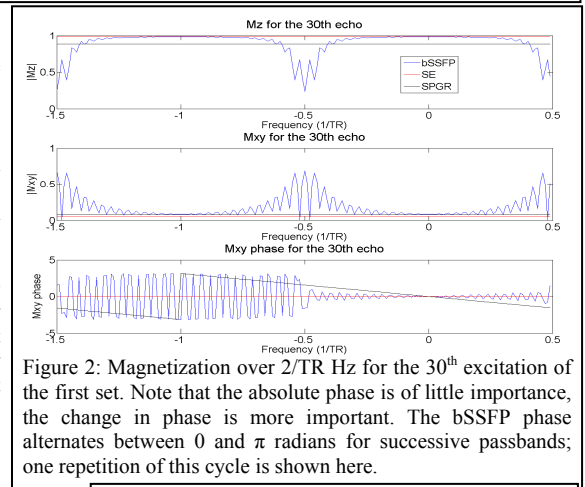 Mz for the 30th echo
1
|Mz|
0.5
0
bSSFP
SE
SPGR
-1.5
-1
-0.5
0
0.5
Frequency (1/TR)
Mxy for the 30th echo
1
|Mxy|
0.5
0
-1.5
-1
-0.5
0
0.5
Frequency (1/TR)
Mxy phase for the 30th echo
5
Mxy phase
0
-5
-1.5
-1
-0.5
0
0.5
Frequency (1/TR)
Figure 2: Magnetization over 2/TR Hz for the 30th excitation of
the first set. Note that the absolute phase is of little importance,
the change in phase is more important. The bSSFP phase
alternates between 0 and π radians for successive passbands;
one repetition of this cycle is shown here.